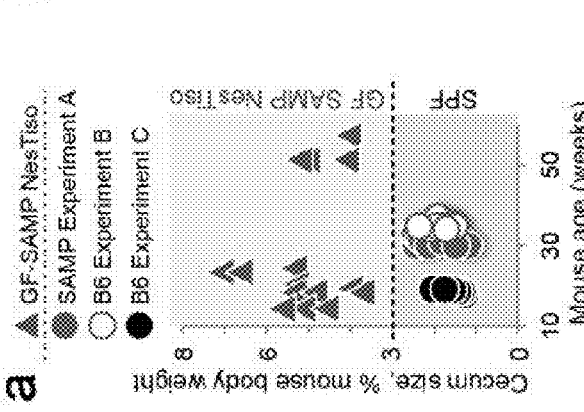 a
GF-SAMP NesTiso
SAMP Experiment A
B6 Experiment B
B6 Experiment C
Cecum size, % mouse body weight
8
6
3
0
GF SAMP NesTiso
SPF
10
30
50
Mouse age (weeks)